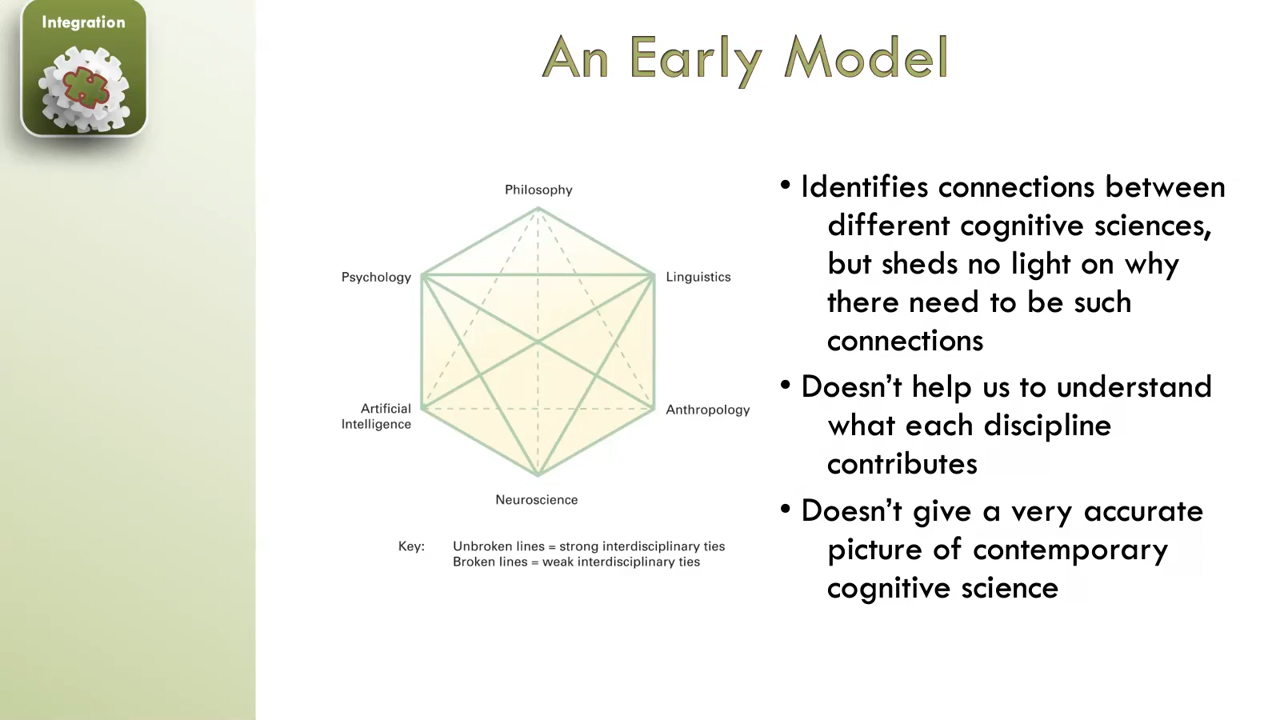 Integration
An Early Model
Philosophy
Psychology
Linguistics
Artificial
Intelligence
Anthropology
Neuroscience
Key: Unbroken lines = strong interdisciplinary ties
Broken lines = weak interdisciplinary ties
• Identifies connections between
different cognitive sciences,
but sheds no light on why
there need to be such
connections
• Doesn’t help us to understand
what each discipline
contributes
• Doesn’t give a very accurate
picture of contemporary
cognitive science